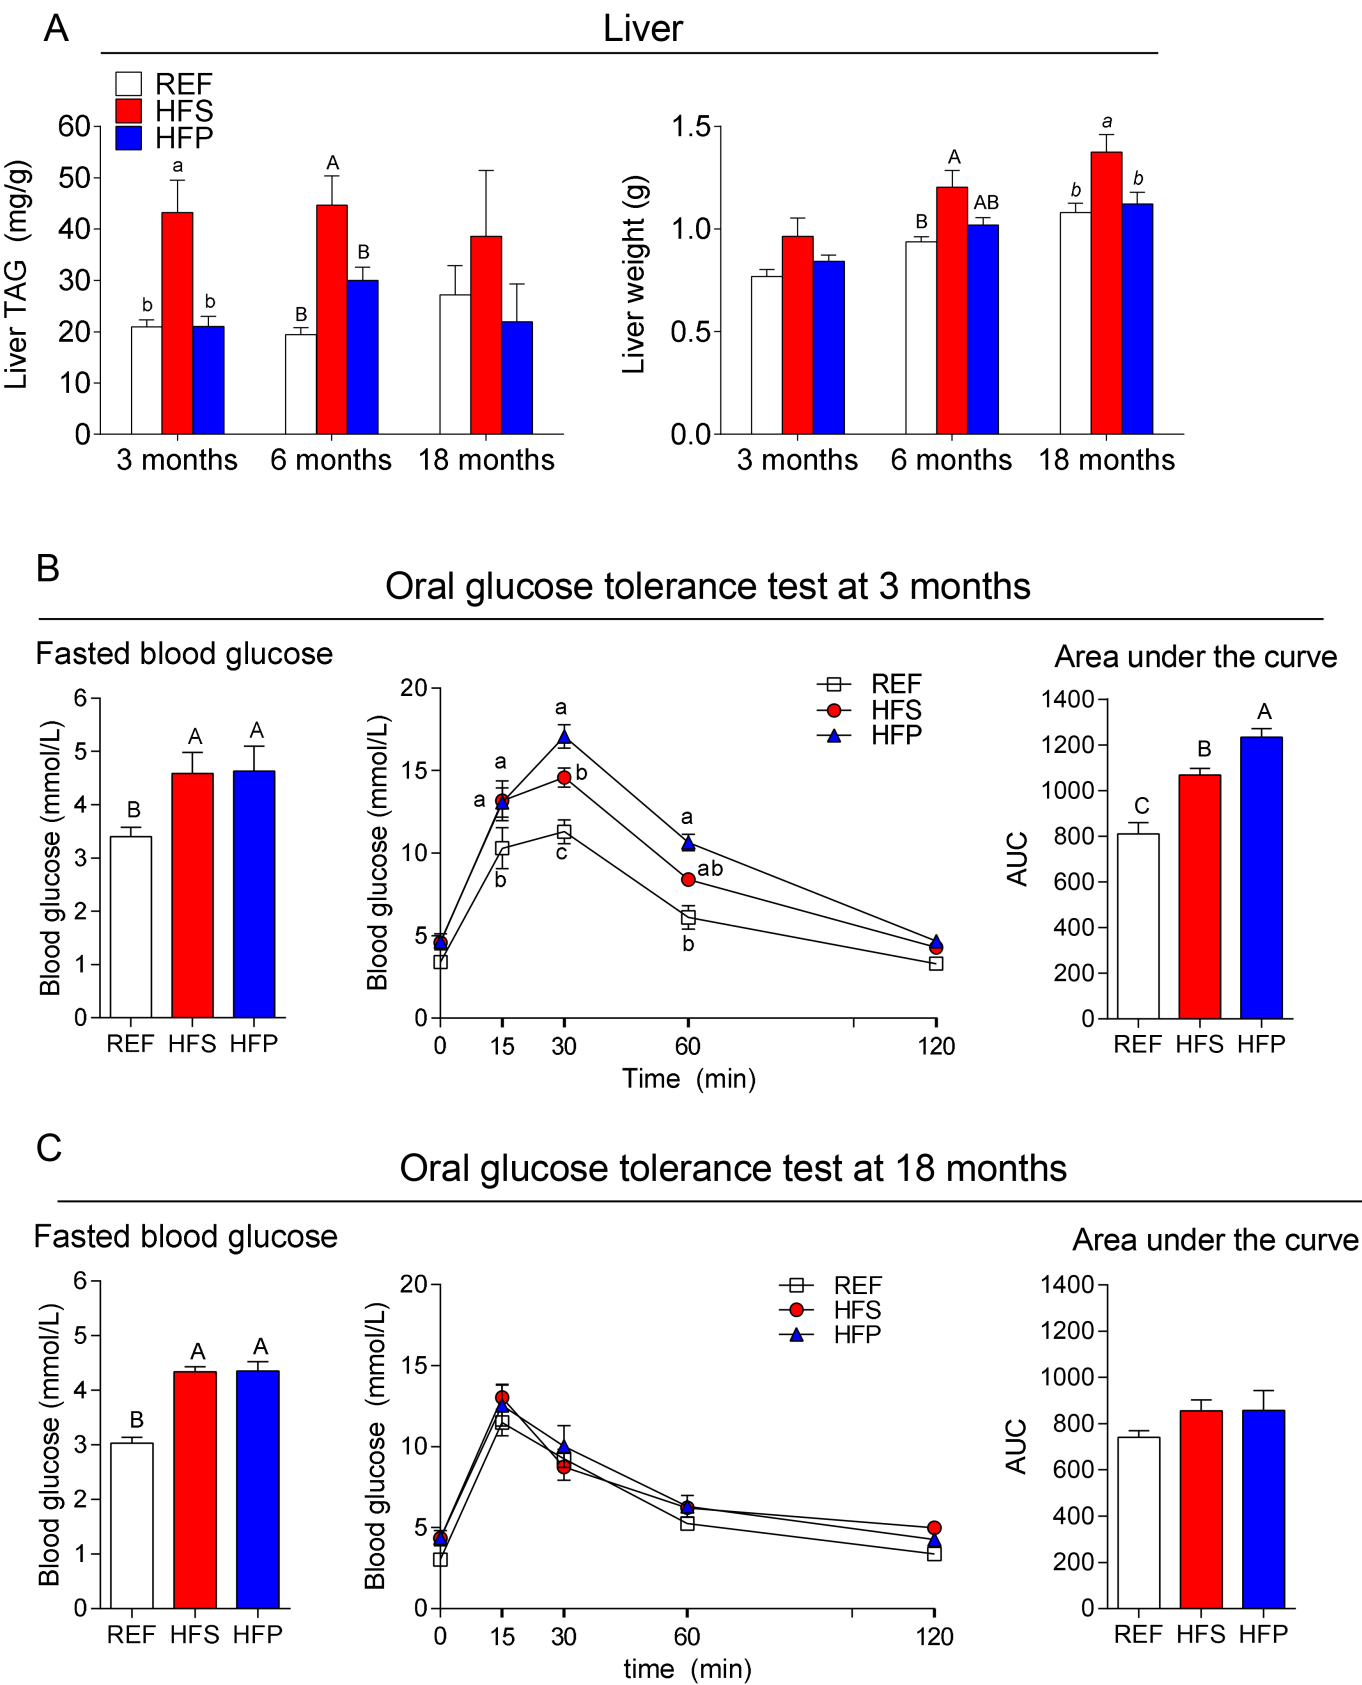 A
Liver
REF
HFS
HFP
Liver TAG (mg/g)
60
50
40
30
20
10
0
b
a
b
B
A
B
3 months
6 months
18 months
Liver weight (g)
1.5
1.0
0.5
0.0
B
A
AB
b
a
b
3 months
6 months
18 months
B
Oral glucose tolerance test at 3 months
Fasted blood glucose
Blood glucose (mmol/L)
6
5
4
3
2
1
0
B
A
A
REF
HFS
HFP
Blood glucose (mmol/L)
20
15
10
5
0
REF
HFS
HFP
a
a
b
a
b
c
a
ab
b
0
15
30
60
120
Time (min)
Area under the curve
AUC
1400
1200
1000
800
600
400
200
0
C
B
A
REF
HFS
HFP
C
Oral glucose tolerance test at 18 months
Fasted blood glucose
Blood glucose (mmol/L)
6
5
4
3
2
1
0
B
A
A
REF
HFS
HFP
Blood glucose (mmol/L)
20
15
10
5
0
REF
HFS
HFP
0
15
30
60
120
time (min)
Area under the curve
AUC
1400
1200
1000
800
600
400
200
0
REF
HFS
HFP